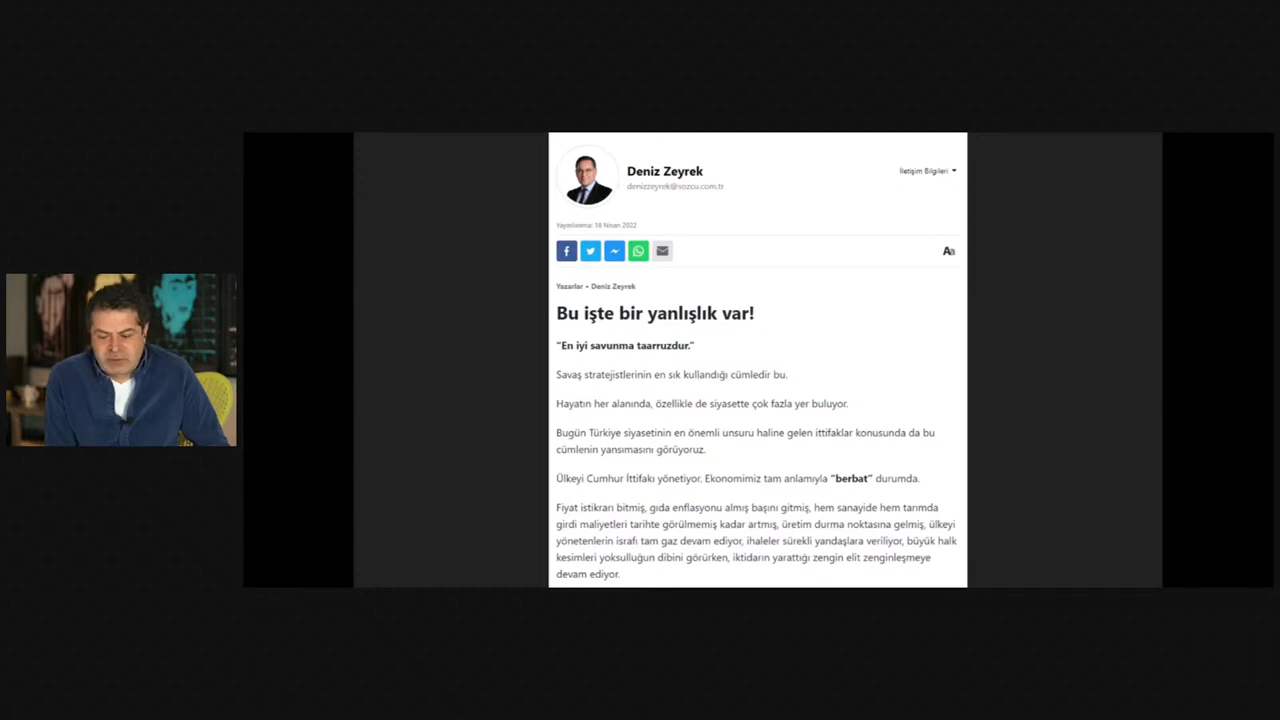 Deniz Zeyrek
denizzeyrek@sozcu.com.tr
İletişim Bilgileri
Yayınlanma: 18 Nisan 2022
Aa
Yazarlar • Deniz Zeyrek
Bu işte bir yanlışlık var!
“En iyi savunma taarruzdur.”
Savaş stratejistlerinin en sık kullandığı cümledir bu.
Hayatın her alanında, özellikle de siyasette çok fazla yer buluyor.
Bugün Türkiye siyasetinin en önemli unsuru haline gelen ittifaklar konusunda da bu
cümlenin yansımasını görüyoruz.
Ülkeyi Cumhur İttifakı yönetiyor. Ekonomimiz tam anlamıyla “berbat” durumda.
Fiyat istikrarı bitmiş, gıda enflasyonu almış başını gitmiş, hem sanayide hem tarımda
girdi maliyetleri tarihte görülmemiş kadar artmış, üretim durma noktasına gelmiş, ülkeyi
yönetenlerin israfı tam gaz devam ediyor, ihaleler sürekli yandaşlara veriliyor, büyük halk
kesimleri yoksulluğun dibini görürken, iktidarın yarattığı zengin elit zenginleşmeye
devam ediyor.